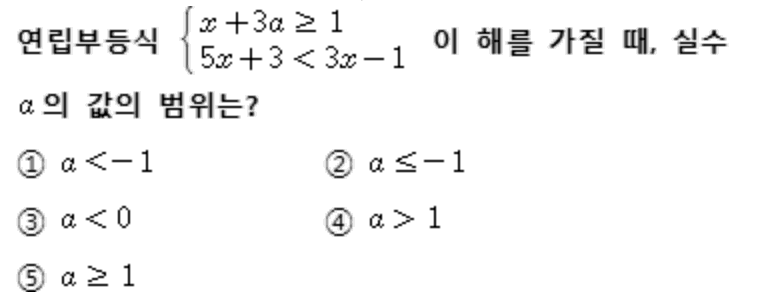 연립부등식 { x+3a ≥ 1
5x+3 < 3x-1 이 해를 가질 때, 실수
a의 값의 범위는?
① a<-1 ② a≤-1
③ a<0 ④ a>1
⑤ a≥1